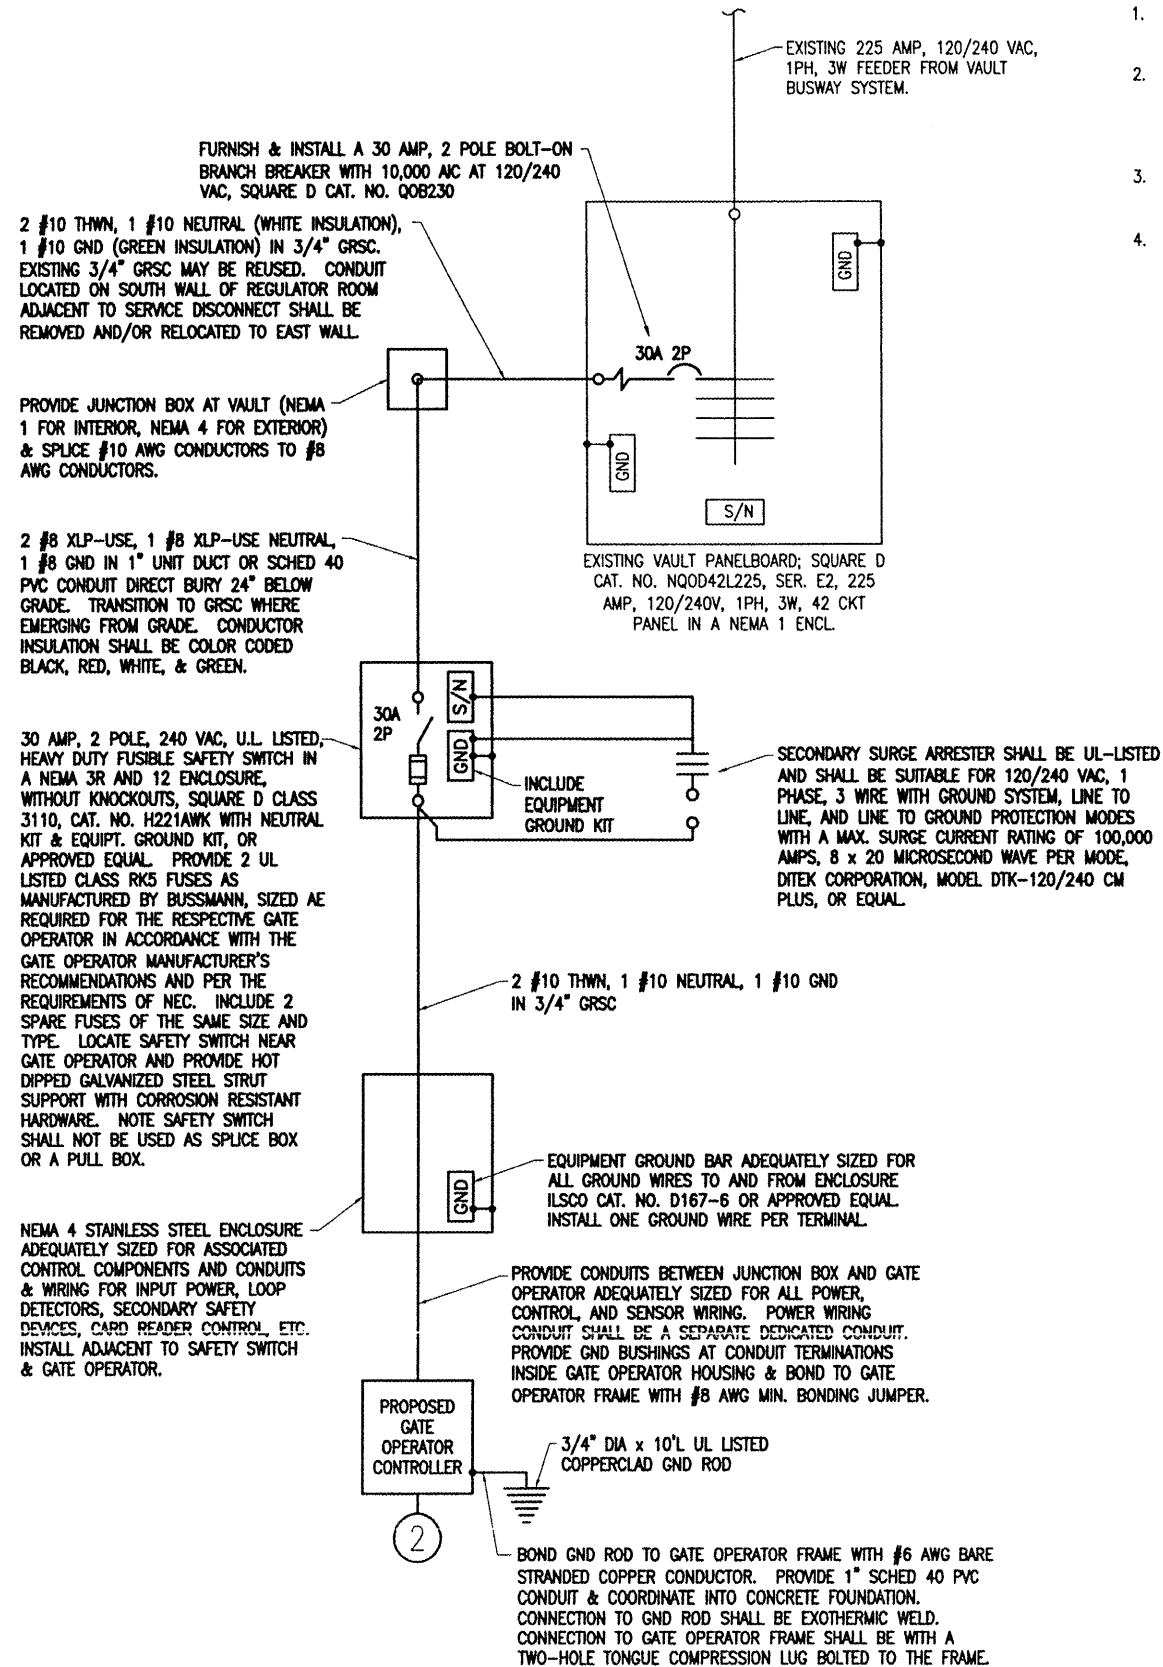 1.
EXISTING 225 AMP, 120/240 VAC,
1PH, 3W FEEDER FROM VAULT
BUSWAY SYSTEM.
2.
FURNISH & INSTALL A 30 AMP, 2 POLE BOLT-ON
BRANCH BREAKER WITH 10,000 AIC AT 120/240
VAC, SQUARE D CAT. NO. QOB230
3.
4.
2 #10 THWN, 1 #10 NEUTRAL (WHITE INSULATION),
1 #10 GND (GREEN INSULATION) IN 3/4" GRSC.
EXISTING 3/4" GRSC MAY BE REUSED. CONDUIT
LOCATED ON SOUTH WALL OF REGULATOR ROOM
ADJACENT TO SERVICE DISCONNECT SHALL BE
REMOVED AND/OR RELOCATED TO EAST WALL.
GND
30A 2P
PROVIDE JUNCTION BOX AT VAULT (NEMA
1 FOR INTERIOR, NEMA 4 FOR EXTERIOR)
& SPLICE #10 AWG CONDUCTORS TO #8
AWG CONDUCTORS.
GND
S/N
EXISTING VAULT PANELBOARD; SQUARE D
CAT. NO. NQOD42L225, SER. E2, 225
AMP, 120/240V, 1PH, 3W, 42 CKT
PANEL IN A NEMA 1 ENCL.
2 #8 XLP-USE, 1 #8 XLP-USE NEUTRAL,
1 #8 GND IN 1" UNIT DUCT OR SCHED 40
PVC CONDUIT DIRECT BURY 24" BELOW
GRADE. TRANSITION TO GRSC WHERE
EMERGING FROM GRADE. CONDUCTOR
INSULATION SHALL BE COLOR CODED
BLACK, RED, WHITE, & GREEN.
30A
2P
S/N
GND
INCLUDE
EQUIPMENT
GROUND KIT
30 AMP, 2 POLE, 240 VAC, U.L. LISTED,
HEAVY DUTY FUSIBLE SAFETY SWITCH IN
A NEMA 3R AND 12 ENCLOSURE,
WITHOUT KNOCKOUTS, SQUARE D CLASS
3110, CAT. NO. H221AWK WITH NEUTRAL
KIT & EQUIPT. GROUND KIT, OR
APPROVED EQUAL. PROVIDE 2 UL
LISTED CLASS RK5 FUSES AS
MANUFACTURED BY BUSSMANN, SIZED AE
REQUIRED FOR THE RESPECTIVE GATE
OPERATOR IN ACCORDANCE WITH THE
GATE OPERATOR MANUFACTURER'S
RECOMMENDATIONS AND PER THE
REQUIREMENTS OF NEC. INCLUDE 2
SPARE FUSES OF THE SAME SIZE AND
TYPE. LOCATE SAFETY SWITCH NEAR
GATE OPERATOR AND PROVIDE HOT
DIPPED GALVANIZED STEEL STRUT
SUPPORT WITH CORROSION RESISTANT
HARDWARE. NOTE SAFETY SWITCH
SHALL NOT BE USED AS SPLICE BOX
OR A PULL BOX.
SECONDARY SURGE ARRESTER SHALL BE UL-LISTED
AND SHALL BE SUITABLE FOR 120/240 VAC, 1
PHASE, 3 WIRE WITH GROUND SYSTEM, LINE TO
LINE, AND LINE TO GROUND PROTECTION MODES
WITH A MAX. SURGE CURRENT RATING OF 100,000
AMPS, 8 x 20 MICROSECOND WAVE PER MODE,
DITEK CORPORATION, MODEL DTK-120/240 CM
PLUS, OR EQUAL.
2 #10 THWN, 1 #10 NEUTRAL, 1 #10 GND
IN 3/4" GRSC
GND
EQUIPMENT GROUND BAR ADEQUATELY SIZED FOR
ALL GROUND WIRES TO AND FROM ENCLOSURE
ILSCO CAT. NO. D167-6 OR APPROVED EQUAL.
INSTALL ONE GROUND WIRE PER TERMINAL.
NEMA 4 STAINLESS STEEL ENCLOSURE
ADEQUATELY SIZED FOR ASSOCIATED
CONTROL COMPONENTS AND CONDUITS
& WIRING FOR INPUT POWER, LOOP
DETECTORS, SECONDARY SAFETY
DEVICES, CARD READER CONTROL, ETC.
INSTALL ADJACENT TO SAFETY SWITCH
& GATE OPERATOR.
PROVIDE CONDUITS BETWEEN JUNCTION BOX AND GATE
OPERATOR ADEQUATELY SIZED FOR ALL POWER,
CONTROL, AND SENSOR WIRING. POWER WIRING
CONDUIT SHALL BE A SEPARATE DEDICATED CONDUIT.
PROVIDE GND BUSHINGS AT CONDUIT TERMINATIONS
INSIDE GATE OPERATOR HOUSING & BOND TO GATE
OPERATOR FRAME WITH #8 AWG MIN. BONDING JUMPER.
PROPOSED
GATE
OPERATOR
CONTROLLER
3/4" DIA x 10'L UL LISTED
COPPERCLAD GND ROD
2
BOND GND ROD TO GATE OPERATOR FRAME WITH #6 AWG BARE
STRANDED COPPER CONDUCTOR. PROVIDE 1" SCHED 40 PVC
CONDUIT & COORDINATE INTO CONCRETE FOUNDATION.
CONNECTION TO GND ROD SHALL BE EXOTHERMIC WELD.
CONNECTION TO GATE OPERATOR FRAME SHALL BE WITH A
TWO-HOLE TONGUE COMPRESSION LUG BOLTED TO THE FRAME.